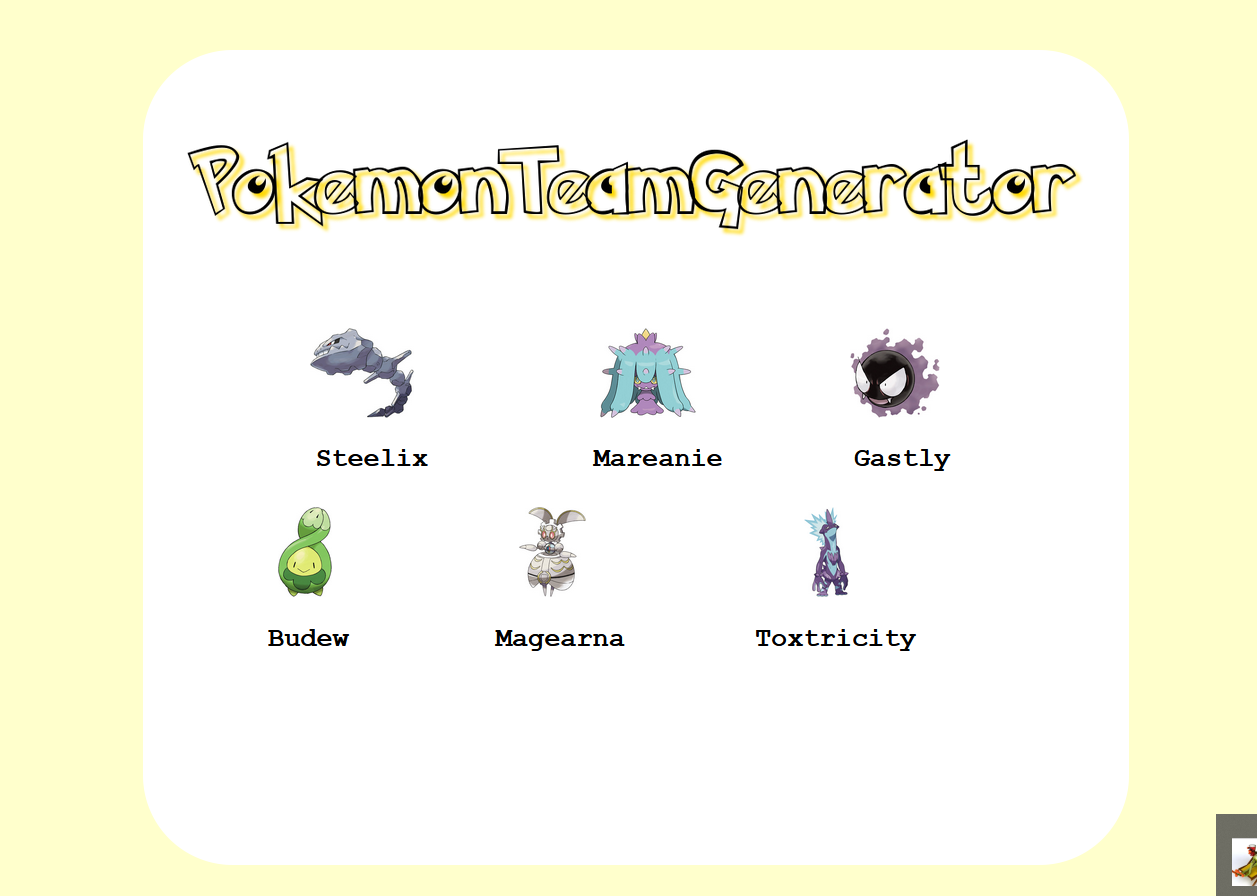 PokemonTeamGenerator
Steelix Mareanie Gastly
Budew Magearna Toxtricity